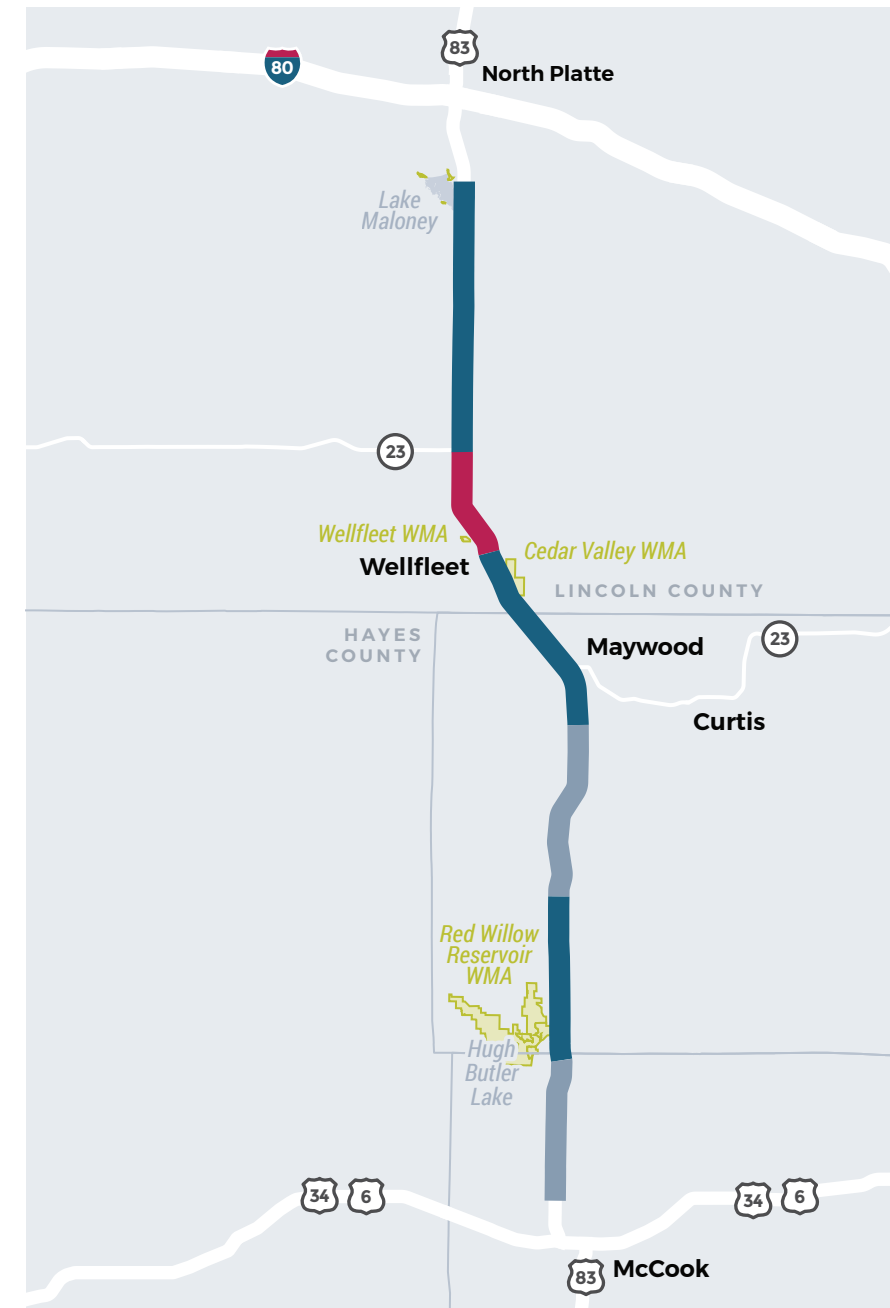 83
North Platte
80
Lake
Maloney
23
Wellfleet WMA
Cedar Valley WMA
Wellfleet
LINCOLN COUNTY
HAYES
COUNTY
Maywood
23
Curtis
Red Willow
Reservoir
WMA
Hugh
Butler
Lake
34
6
34
6
83
McCook